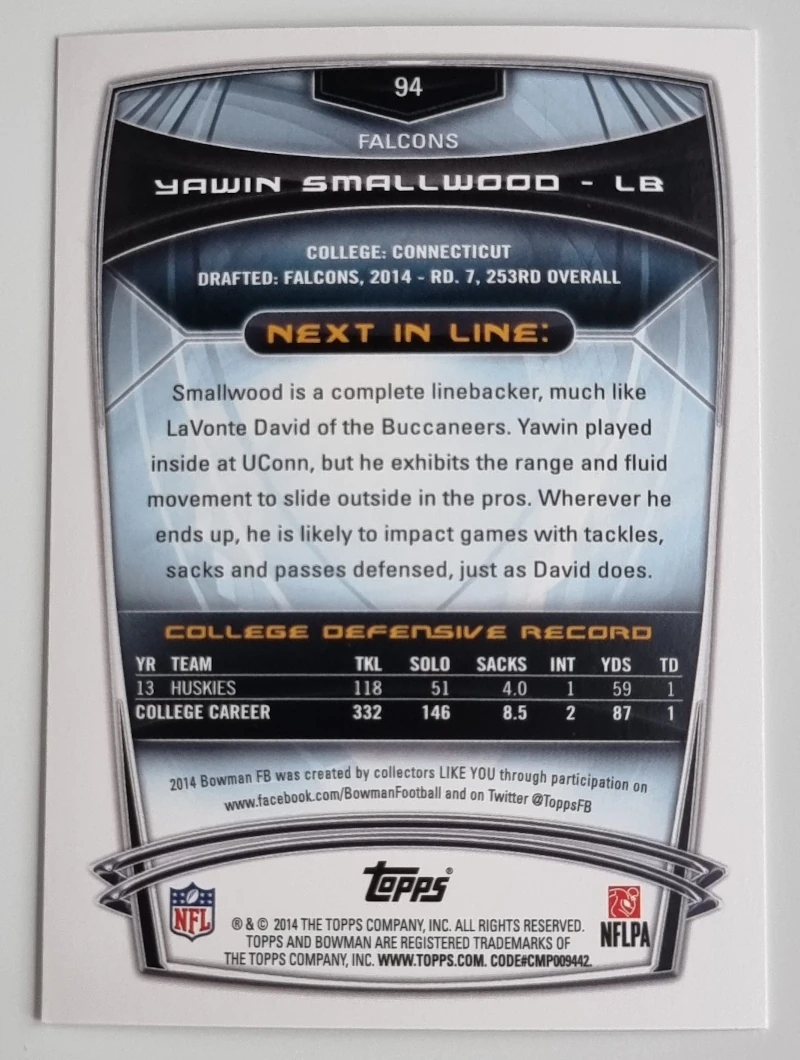 94
FALCONS
YAWIN SMALLWOOD - LB
COLLEGE: CONNECTICUT
DRAFTED: FALCONS, 2014 - RD. 7, 253RD OVERALL
NEXT IN LINE:
Smallwood is a complete linebacker, much like
LaVonte David of the Buccaneers. Yawin played
inside at UConn, but he exhibits the range and fluid
movement to slide outside in the pros. Wherever he
ends up, he is likely to impact games with tackles,
sacks and passes defensed, just as David does.
COLLEGE DEFENSIVE RECORD
YR TEAM TKL SOLO SACKS INT YDS TD
13 HUSKIES 118 51 4.0 1 59 1
COLLEGE CAREER 332 146 8.5 2 87 1
2014 Bowman FB was created by collectors LIKE YOU through participation on
www.facebook.com/BowmanFootball and on Twitter @ToppsFB
topps®
NFL
NFLPA
® & © 2014 THE TOPPS COMPANY, INC. ALL RIGHTS RESERVED.
TOPPS AND BOWMAN ARE REGISTERED TRADEMARKS OF
THE TOPPS COMPANY, INC. WWW.TOPPS.COM. CODE#CMP009442.